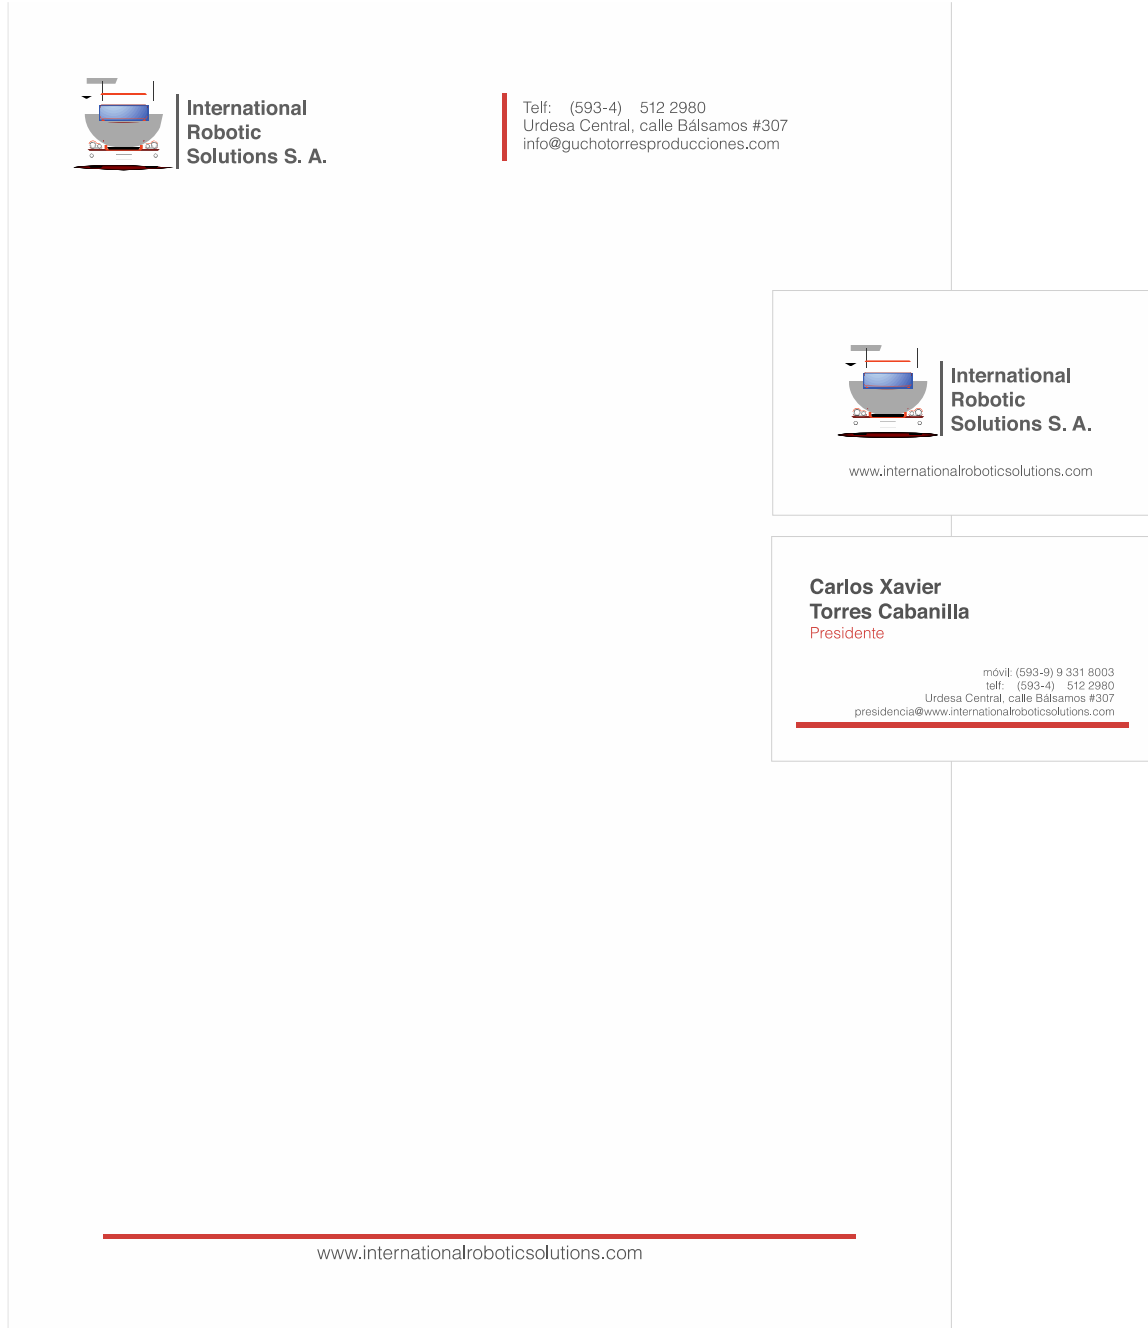 International
Robotic
Solutions S. A.
Telf: (593-4) 512 2980
Urdesa Central, calle Bálsamos #307
info@guchotorresproducciones.com
International
Robotic
Solutions S. A.
www.internationalroboticsolutions.com
Carlos Xavier
Torres Cabanilla
Presidente
móvil: (593-9) 9 331 8003
telf: (593-4) 512 2980
Urdesa Central, calle Bálsamos #307
presidencia@www.internationalroboticsolutions.com
www.internationalroboticsolutions.com